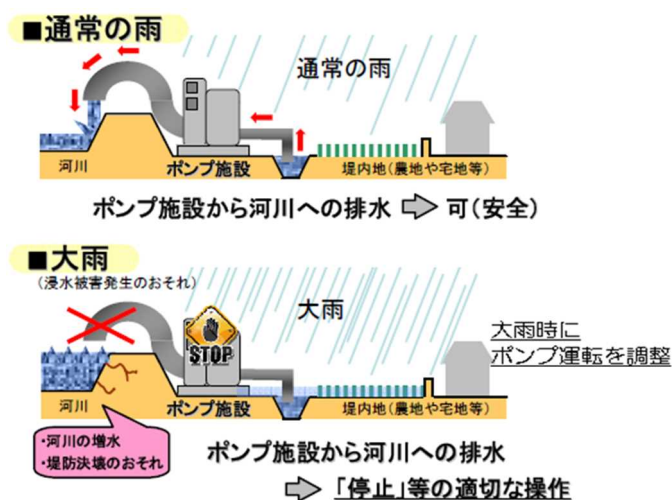 ■通常の雨
通常の雨
河川
ポンプ施設
堤内地(農地や宅地等)
ポンプ施設から河川への排水 ⇨ 可(安全)
■大雨
(浸水被害発生のおそれ)
大雨
STOP
大雨時に
ポンプ運転を調整
河川
ポンプ施設
堤内地(農地や宅地等)
・河川の増水
・堤防決壊のおそれ
ポンプ施設から河川への排水
⇨ 「停止」等の適切な操作